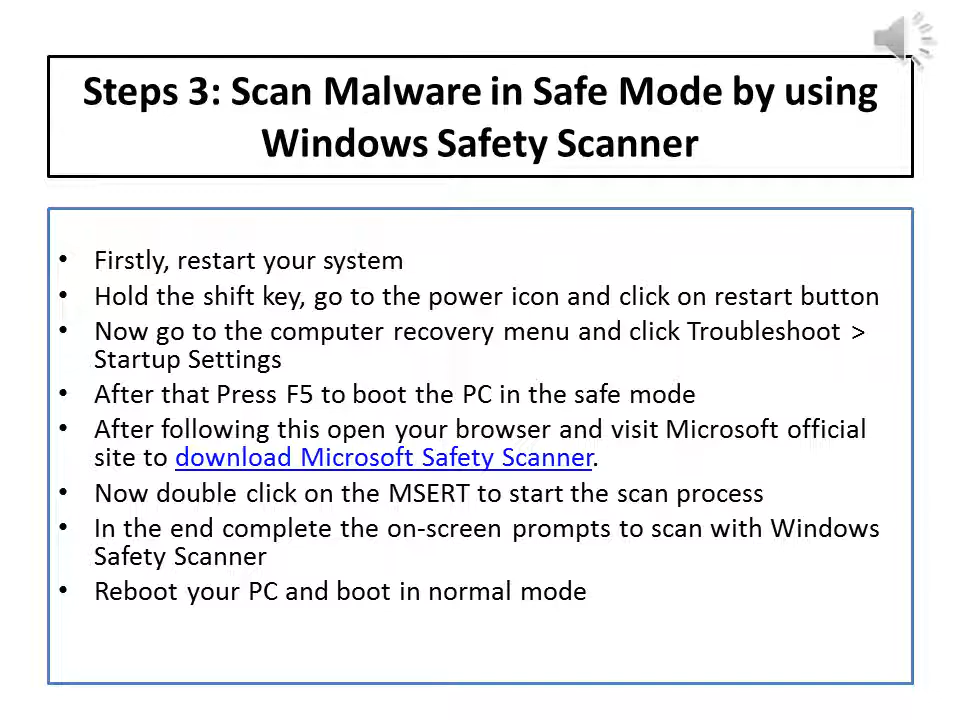 Steps 3: Scan Malware in Safe Mode by using
Windows Safety Scanner
• Firstly, restart your system
• Hold the shift key, go to the power icon and click on restart button
• Now go to the computer recovery menu and click Troubleshoot >
Startup Settings
• After that Press F5 to boot the PC in the safe mode
• After following this open your browser and visit Microsoft official
site to download Microsoft Safety Scanner.
• Now double click on the MSERT to start the scan process
• In the end complete the on-screen prompts to scan with Windows
Safety Scanner
• Reboot your PC and boot in normal mode